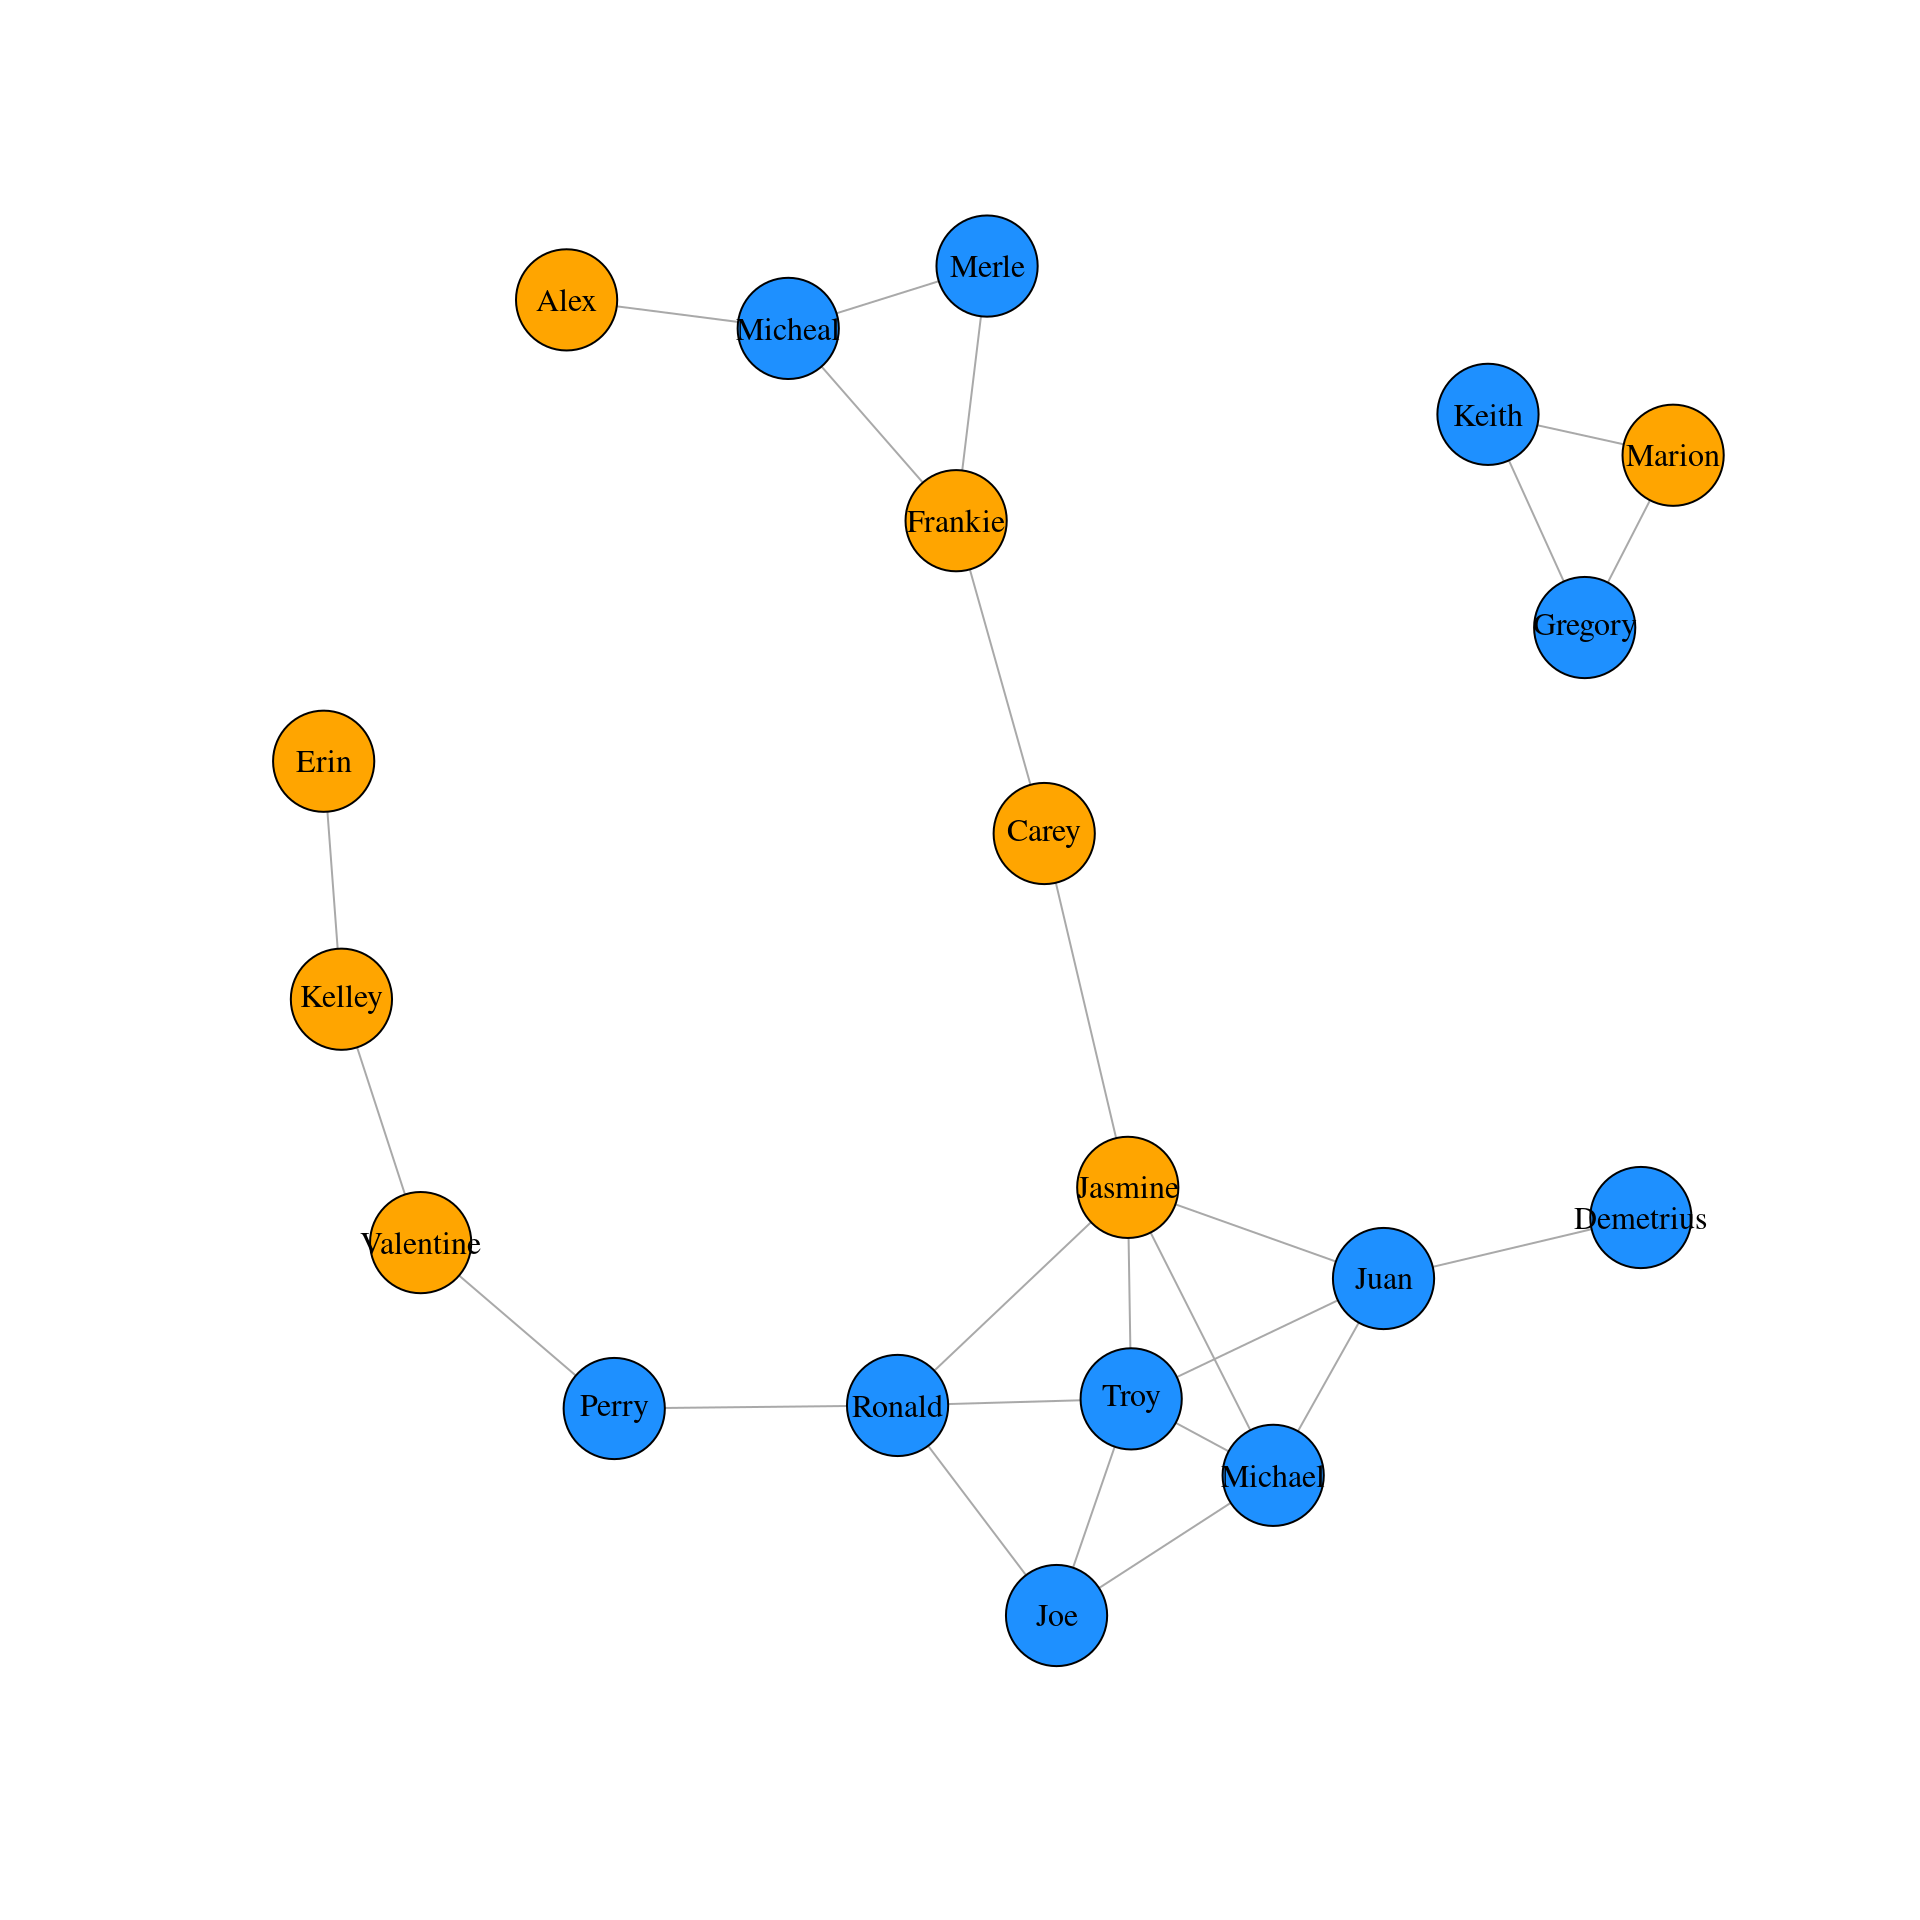 Merle
Alex
Micheal
Keith
Marion
Frankie
Gregory
Erin
Carey
Kelley
Jasmine
Demetrius
Valentine
Juan
Troy
Perry
Ronald
Michael
Joe